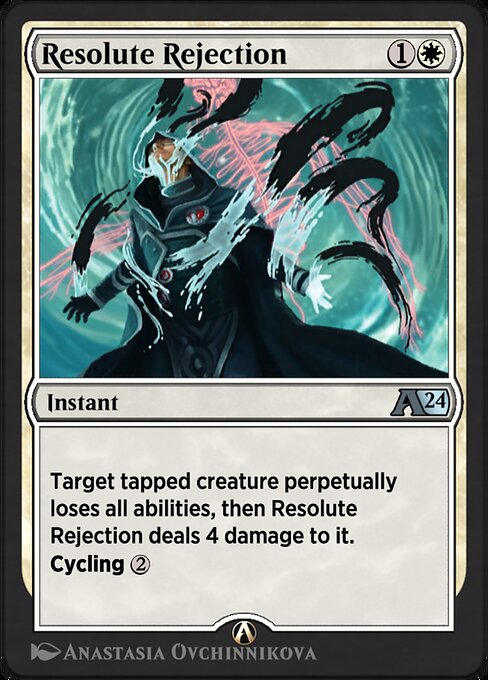 Resolute Rejection 1
Instant A24
Target tapped creature perpetually
loses all abilities, then Resolute
Rejection deals 4 damage to it.
Cycling 2
Anastasia Ovchinnikova